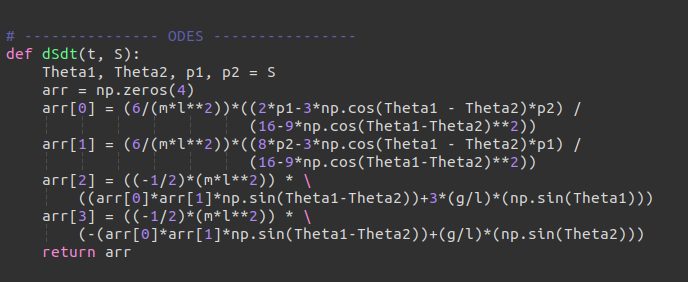 # --------------- ODES ----------------
def dSdt(t, S):
    Theta1, Theta2, p1, p2 = S
    arr = np.zeros(4)
    arr[0] = (6/(m*l**2))*((2*p1-3*np.cos(Theta1 - Theta2)*p2) /
                           (16-9*np.cos(Theta1-Theta2)**2))
    arr[1] = (6/(m*l**2))*((8*p2-3*np.cos(Theta1 - Theta2)*p1) /
                           (16-9*np.cos(Theta1-Theta2)**2))
    arr[2] = ((-1/2)*(m*l**2)) * \
        ((arr[0]*arr[1]*np.sin(Theta1-Theta2))+3*(g/l)*(np.sin(Theta1)))
    arr[3] = ((-1/2)*(m*l**2)) * \
        (-(arr[0]*arr[1]*np.sin(Theta1-Theta2))+(g/l)*(np.sin(Theta2)))
    return arr